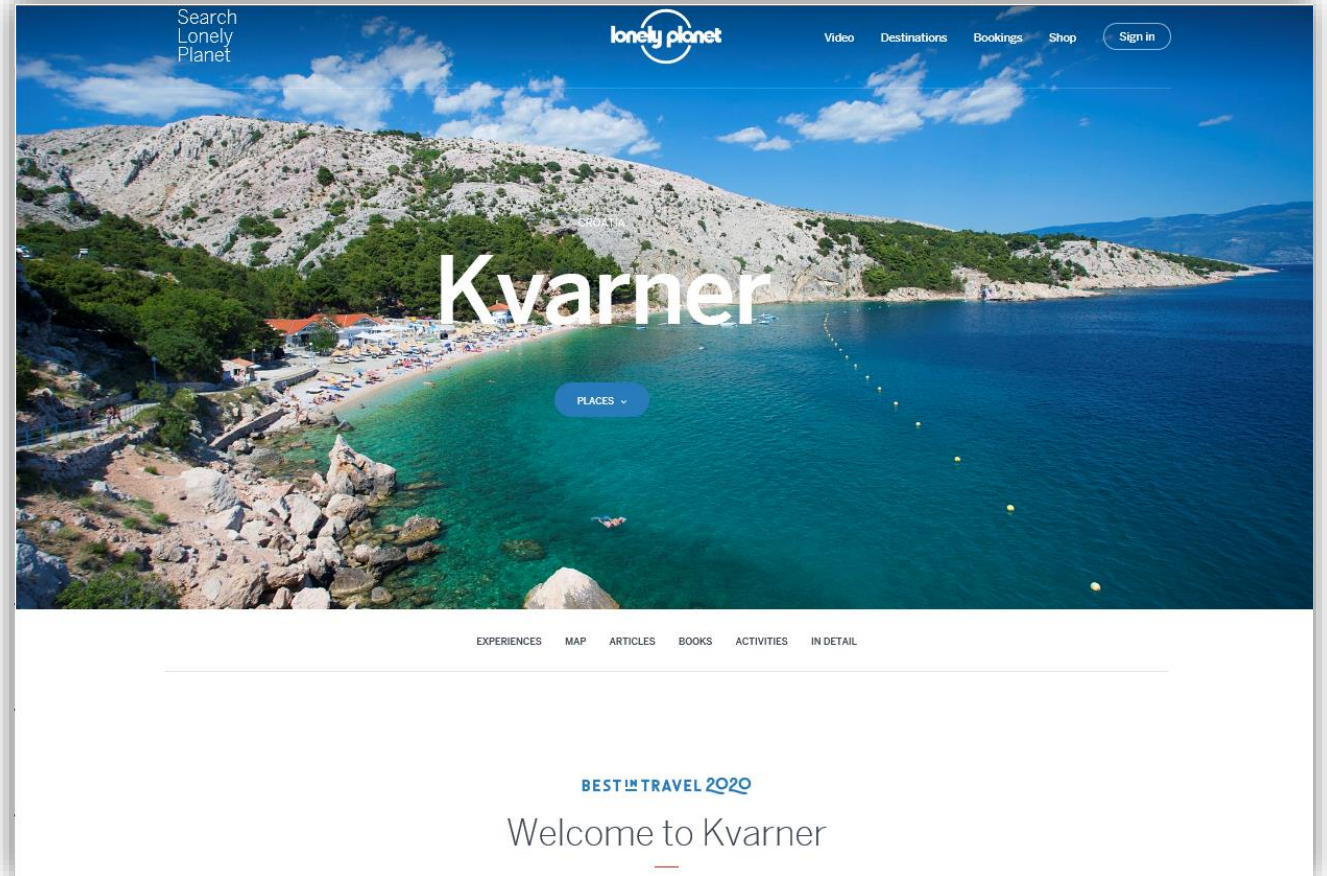 Search
Lonely
Planet
lonely planet
Video Destinations Bookings Shop Sign in
CROATIA
Kvarner
PLACES
EXPERIENCES MAP ARTICLES BOOKS ACTIVITIES IN DETAIL
BEST IN TRAVEL 2020
Welcome to Kvarner